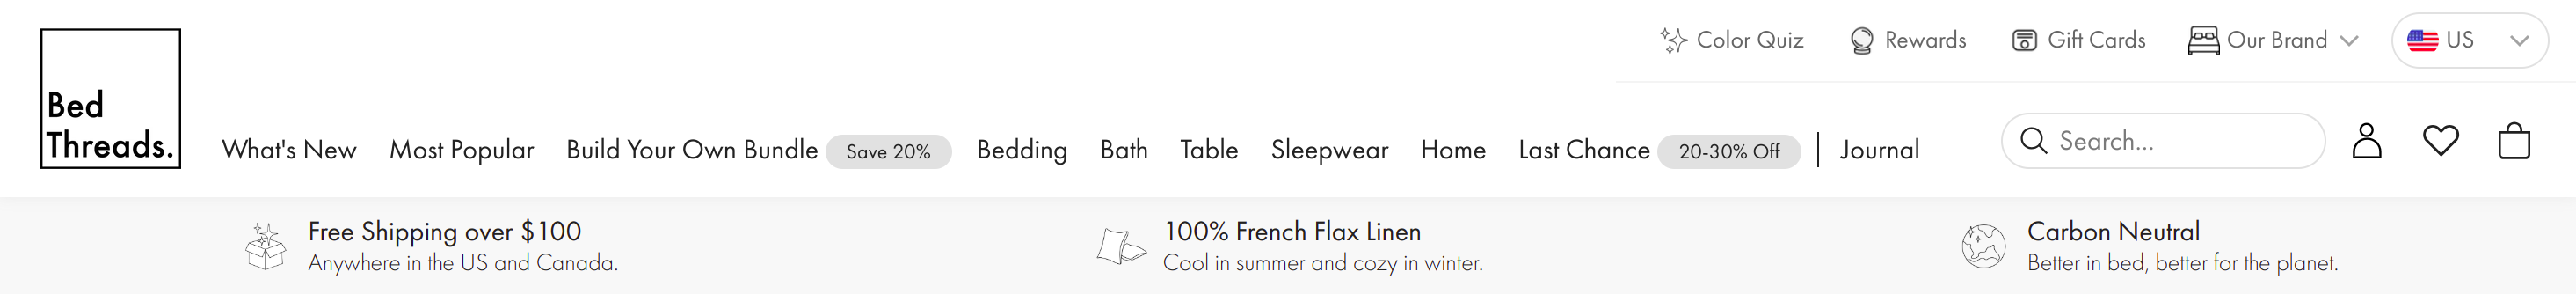 Color Quiz Rewards Gift Cards Our Brand US
Bed
Threads.
What's New Most Popular Build Your Own Bundle Save 20% Bedding Bath Table Sleepwear Home Last Chance 20-30% Off Journal Search...
Free Shipping over $100
Anywhere in the US and Canada.
100% French Flax Linen
Cool in summer and cozy in winter.
Carbon Neutral
Better in bed, better for the planet.